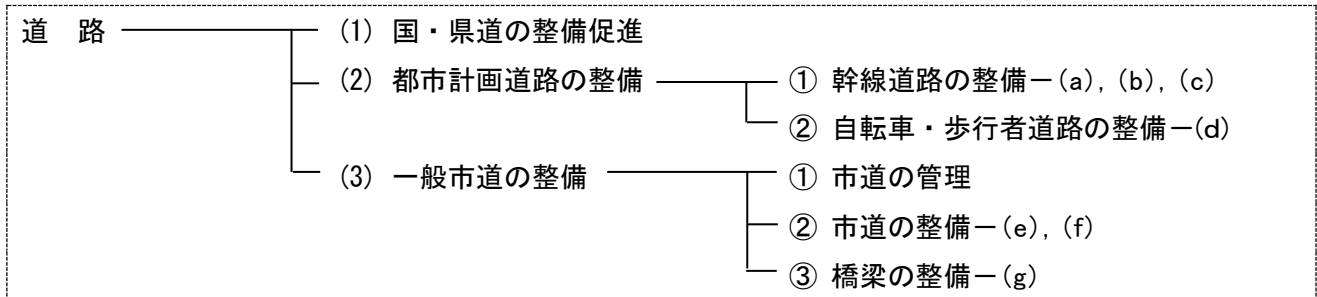 道　路 (1) 国・県道の整備促進
(2) 都市計画道路の整備 ① 幹線道路の整備－(a), (b), (c)
② 自転車・歩行者道路の整備－(d)
(3) 一般市道の整備 ① 市道の管理
② 市道の整備－(e), (f)
③ 橋梁の整備－(g)